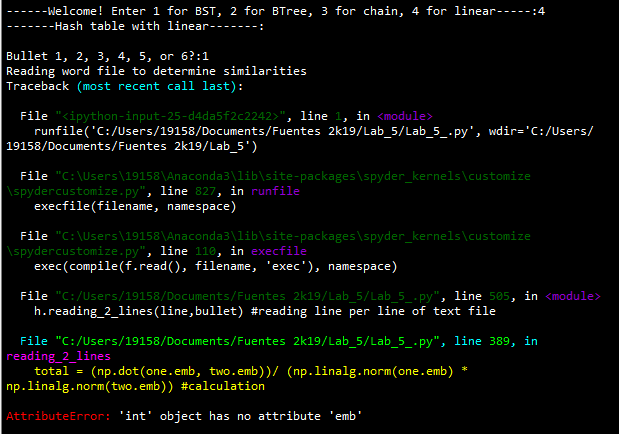 ------Welcome! Enter 1 for BST, 2 for BTree, 3 for chain, 4 for linear-----:4
-------Hash table with linear-------:
Bullet 1, 2, 3, 4, 5, or 6?:1
Reading word file to determine similarities
Traceback (most recent call last):
File "<ipython-input-25-d4da5f2c2242>", line 1, in <module>
runfile('C:/Users/19158/Documents/Fuentes 2k19/Lab_5/Lab_5_.py', wdir='C:/Users/
19158/Documents/Fuentes 2k19/Lab_5')
File "C:\Users\19158\Anaconda3\lib\site-packages\spyder_kernels\customize
\spydercustomize.py", line 827, in runfile
execfile(filename, namespace)
File "C:\Users\19158\Anaconda3\lib\site-packages\spyder_kernels\customize
\spydercustomize.py", line 110, in execfile
exec(compile(f.read(), filename, 'exec'), namespace)
File "C:/Users/19158/Documents/Fuentes 2k19/Lab_5/Lab_5_.py", line 505, in <module>
h.reading_2_lines(line,bullet) #reading line per line of text file
File "C:/Users/19158/Documents/Fuentes 2k19/Lab_5/Lab_5_.py", line 389, in
reading_2_lines
total = (np.dot(one.emb, two.emb))/ (np.linalg.norm(one.emb) *
np.linalg.norm(two.emb)) #calculation
AttributeError: 'int' object has no attribute 'emb'